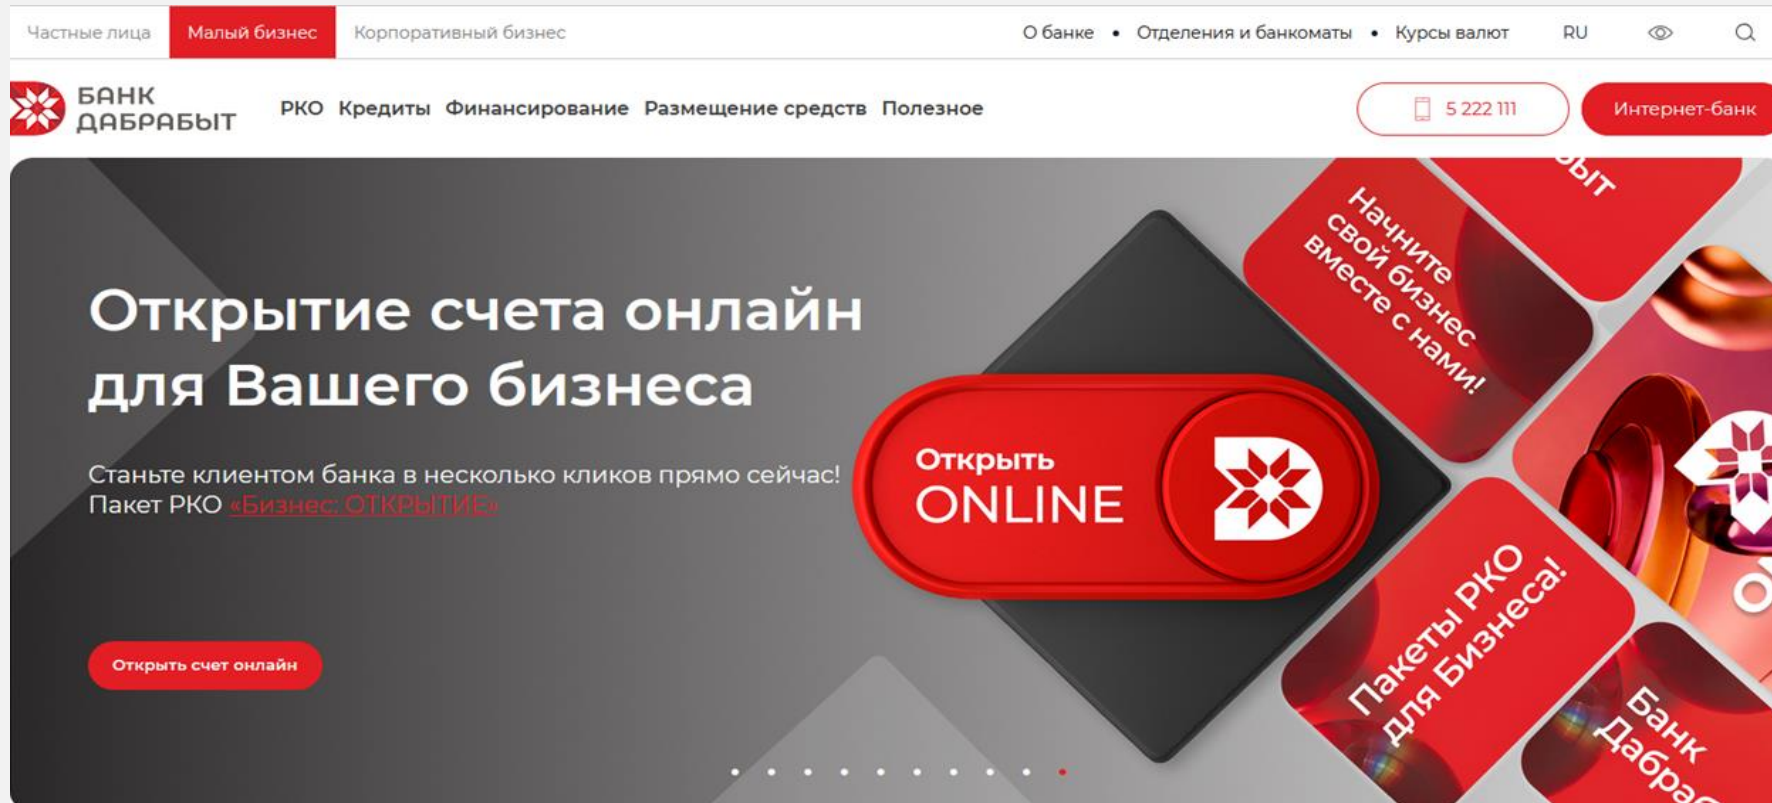 Частные лица
Малый бизнес
Корпоративный бизнес
О банке • Отделения и банкоматы • Курсы валют
RU
БАНК
ДАБРАБЫТ
РКО
Кредиты
Финансирование
Размещение средств
Полезное
5 222 111
Интернет-банк
Открытие счета онлайн
для Вашего бизнеса
Станьте клиентом банка в несколько кликов прямо сейчас!
Пакет РКО «Бизнес: ОТКРЫТИЕ»
Открыть счет онлайн
Открыть
ONLINE
Начните
свой бизнес
вместе с нами!
Пакеты РКО
для Бизнеса!
Банк